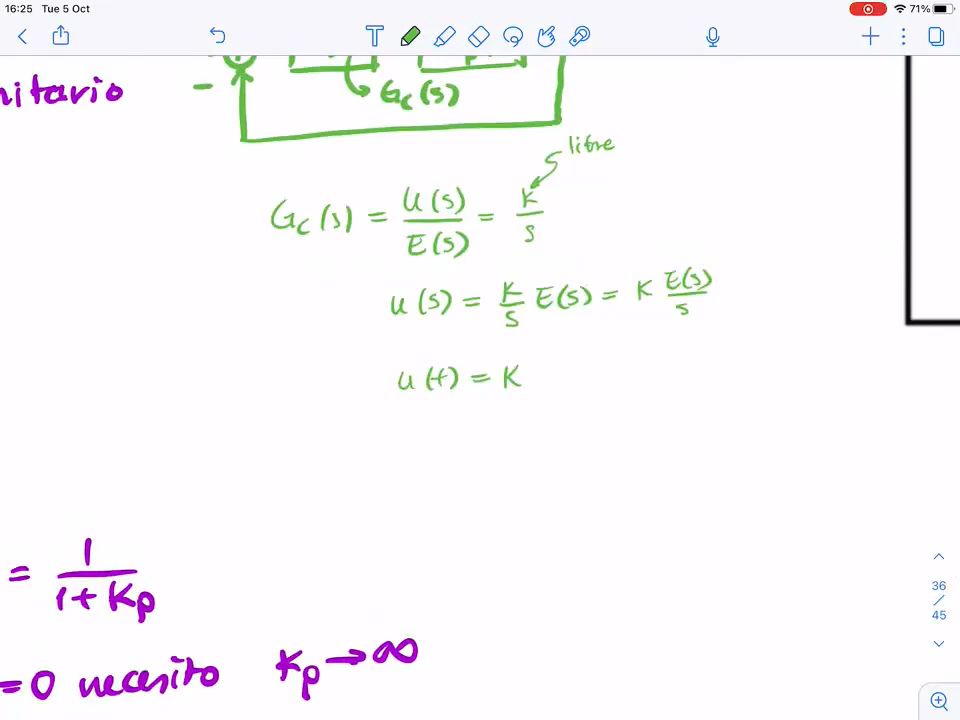 16:25 Tue 5 Oct 71%
nitario
-
Gc(s)
libre
Gc(s) = U(s)/E(s) = K/s
u(s) = K/s E(s) = K E(s)/s
u(t) = K
= 1/(1+Kp)
=0 necesito Kp→∞
36
/
45